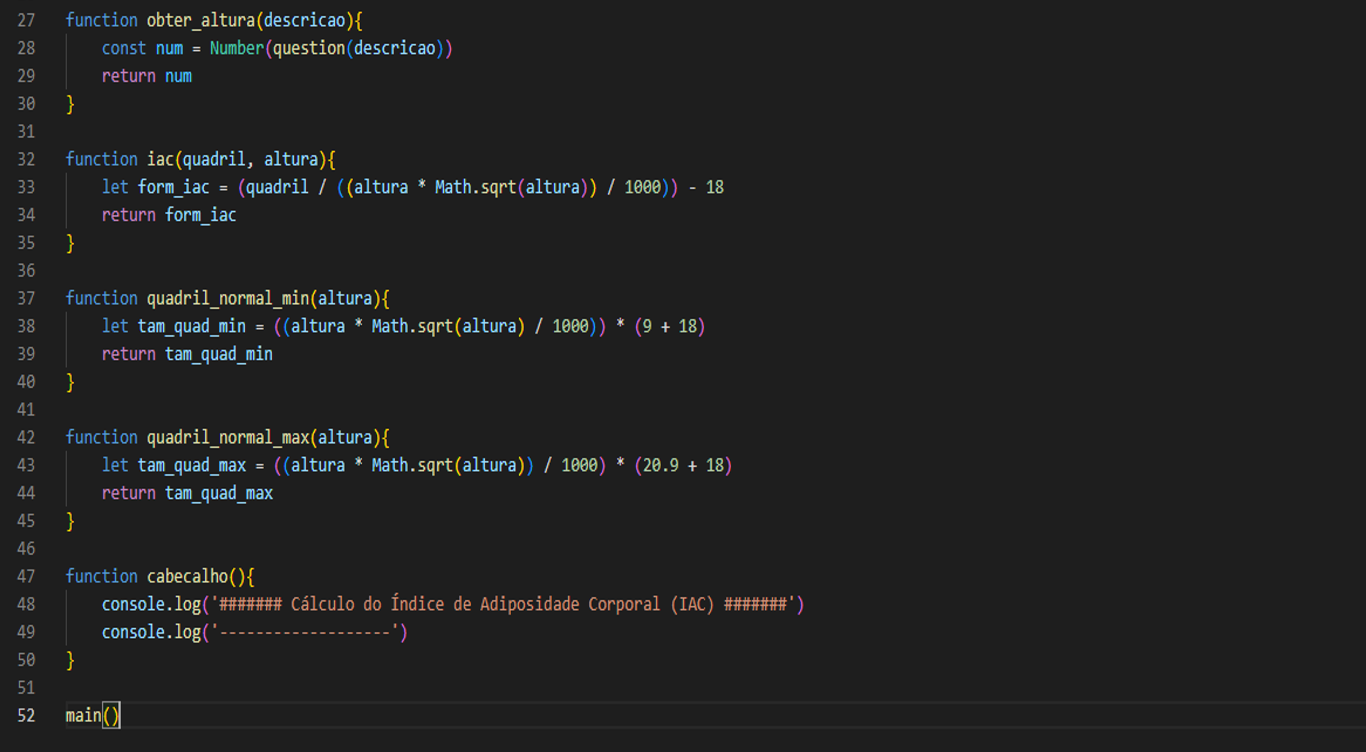 27 function obter_altura(descricao){
28 const num = Number(question(descricao))
29 return num
30 }
31
32 function iac(quadril, altura){
33 let form_iac = (quadril / ((altura * Math.sqrt(altura)) / 1000)) - 18
34 return form_iac
35 }
36
37 function quadril_normal_min(altura){
38 let tam_quad_min = ((altura * Math.sqrt(altura) / 1000)) * (9 + 18)
39 return tam_quad_min
40 }
41
42 function quadril_normal_max(altura){
43 let tam_quad_max = ((altura * Math.sqrt(altura)) / 1000) * (20.9 + 18)
44 return tam_quad_max
45 }
46
47 function cabecalho(){
48 console.log('####### Cálculo do Índice de Adiposidade Corporal (IAC) #######')
49 console.log('-------------------')
50 }
51
52 main()